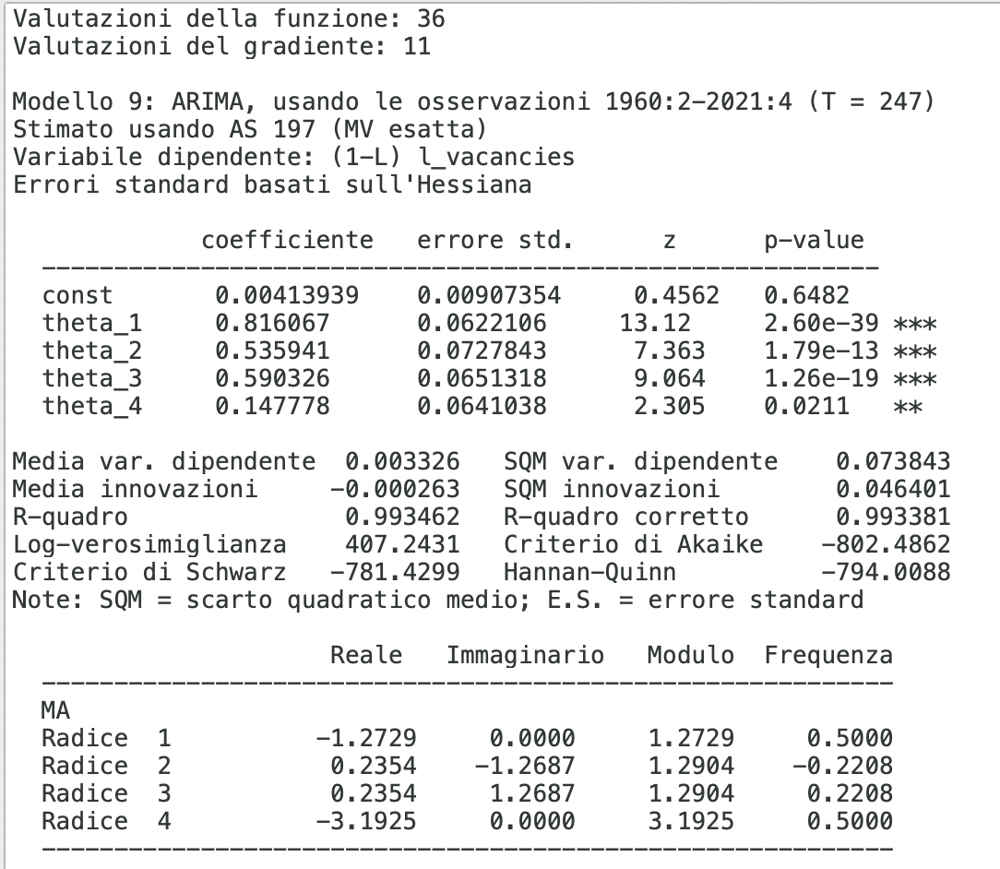 Valutazioni della funzione: 36
Valutazioni del gradiente: 11
Modello 9: ARIMA, usando le osservazioni 1960:2-2021:4 (T = 247)
Stimato usando AS 197 (MV esatta)
Variabile dipendente: (1-L) l_vacancies
Errori standard basati sull'Hessiana
coefficiente errore std. z p-value
---------------------------------------------------------
const 0.00413939 0.00907354 0.4562 0.6482
theta_1 0.816067 0.0622106 13.12 2.60e-39 ***
theta_2 0.535941 0.0727843 7.363 1.79e-13 ***
theta_3 0.590326 0.0651318 9.064 1.26e-19 ***
theta_4 0.147778 0.0641038 2.305 0.0211 **
Media var. dipendente 0.003326 SQM var. dipendente 0.073843
Media innovazioni -0.000263 SQM innovazioni 0.046401
R-quadro 0.993462 R-quadro corretto 0.993381
Log-verosimiglianza 407.2431 Criterio di Akaike -802.4862
Criterio di Schwarz -781.4299 Hannan-Quinn -794.0088
Note: SQM = scarto quadratico medio; E.S. = errore standard
Reale Immaginario Modulo Frequenza
-----------------------------------------------------------
MA
Radice 1 -1.2729 0.0000 1.2729 0.5000
Radice 2 0.2354 -1.2687 1.2904 -0.2208
Radice 3 0.2354 1.2687 1.2904 0.2208
Radice 4 -3.1925 0.0000 3.1925 0.5000
-----------------------------------------------------------